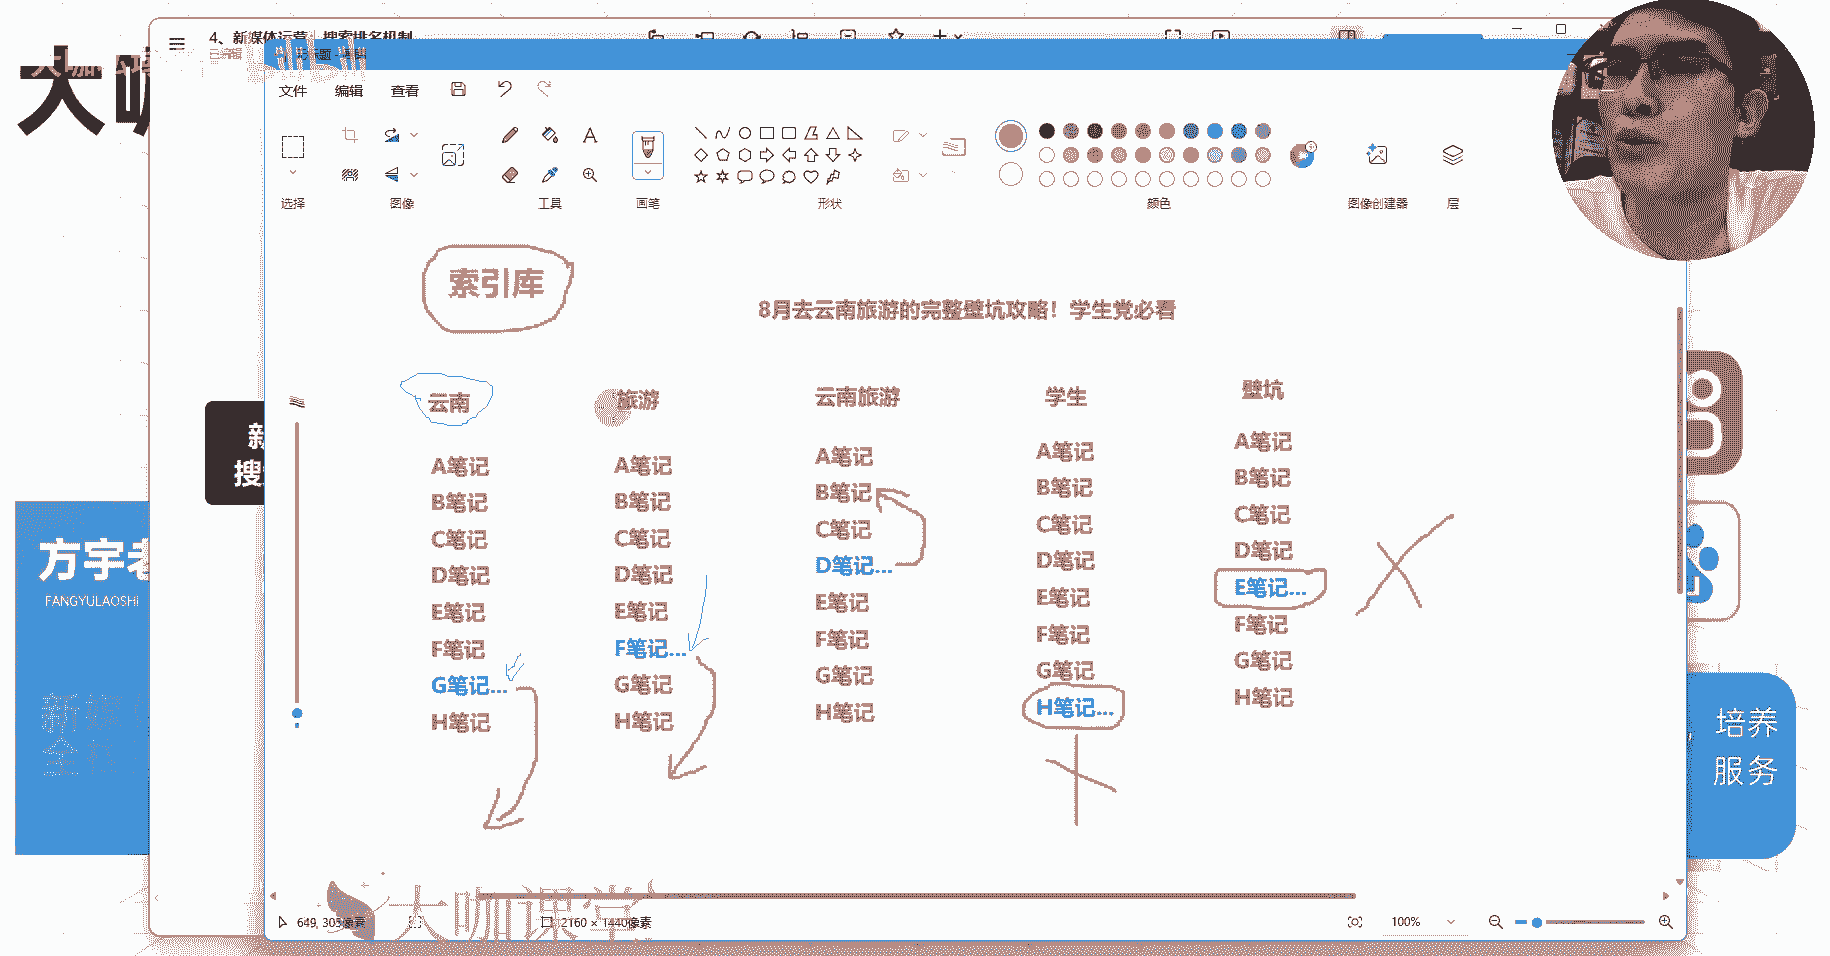 4、新媒体运营：搜索排名机制
已编辑
大咖
文件 编辑 查看
选择 图像 工具 画笔 形状 颜色 图像创建器 层
索引库
8月去云南旅游的完整壁坑攻略！学生党必看
云南 旅游 云南旅游 学生 壁坑
A笔记 A笔记 A笔记 A笔记 A笔记
B笔记 B笔记 B笔记 B笔记 B笔记
C笔记 C笔记 C笔记 C笔记 C笔记
D笔记 D笔记 D笔记... D笔记 D笔记
E笔记 E笔记 E笔记 E笔记 E笔记...
F笔记 F笔记... F笔记 F笔记 F笔记
G笔记... G笔记 G笔记 G笔记 G笔记
H笔记 H笔记 H笔记 H笔记... H笔记
新
搜
方宇老
FANGYULAOSHI
培养
服务
大咖课堂
649, 303像素 2160 × 1440像素 100%